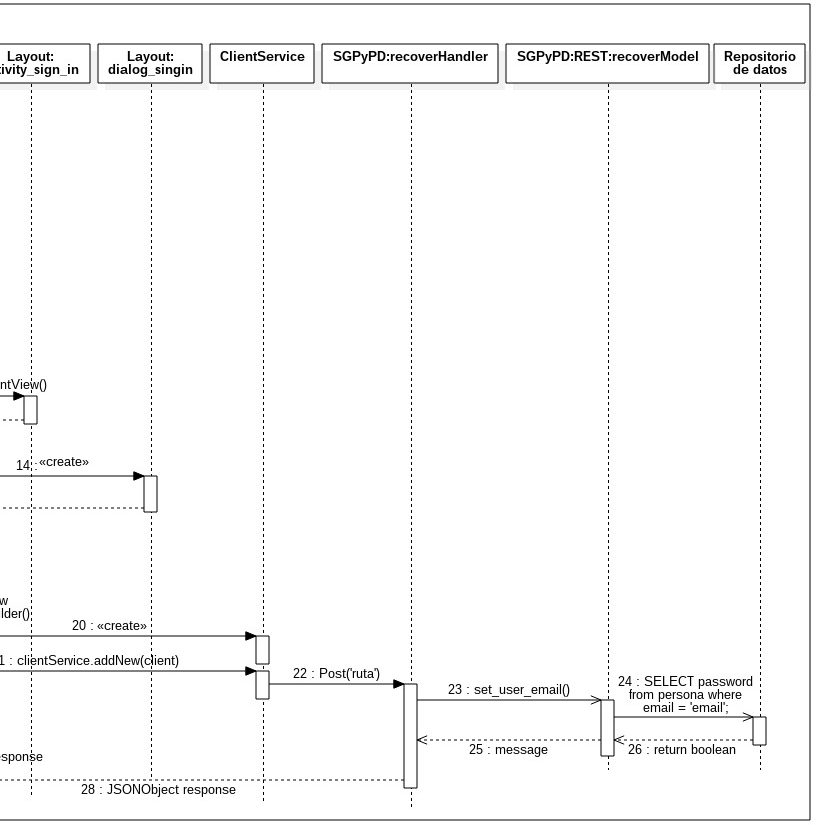 Layout:
tivity_sign_in
Layout:
dialog_singin
ClientService
SGPyPD:recoverHandler
SGPyPD:REST:recoverModel
Repositorio
de datos
ntView()
14 : «create»
w
lder()
20 : «create»
1 : clientService.addNew(client)
22 : Post('ruta')
23 : set_user_email()
24 : SELECT password
from persona where
email = 'email';
25 : message
26 : return boolean
esponse
28 : JSONObject response